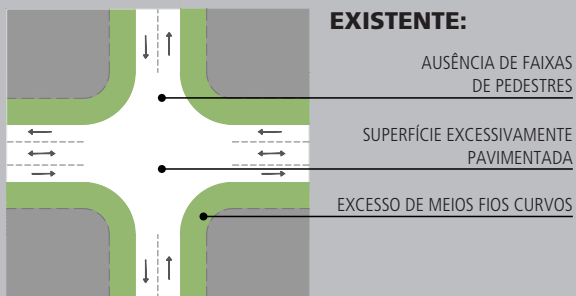 EXISTENTE:
AUSÊNCIA DE FAIXAS
DE PEDESTRES
SUPERFÍCIE EXCESSIVAMENTE
PAVIMENTADA
EXCESSO DE MEIOS FIOS CURVOS